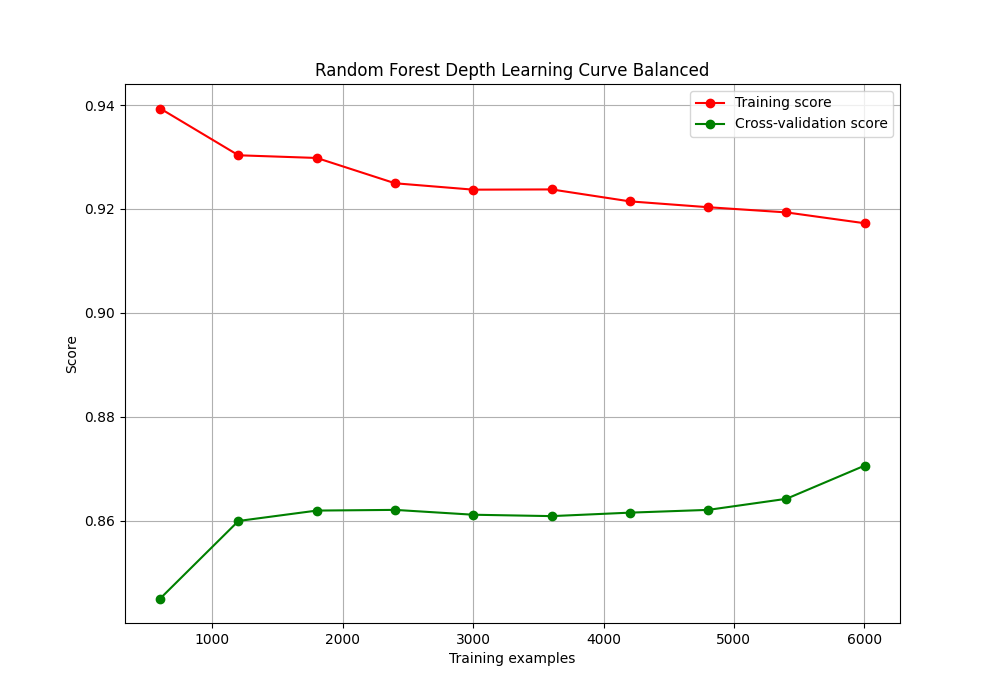 Random Forest Depth Learning Curve Balanced
Training score
Cross-validation score
0.94
0.92
0.90
0.88
0.86
Score
1000 2000 3000 4000 5000 6000
Training examples